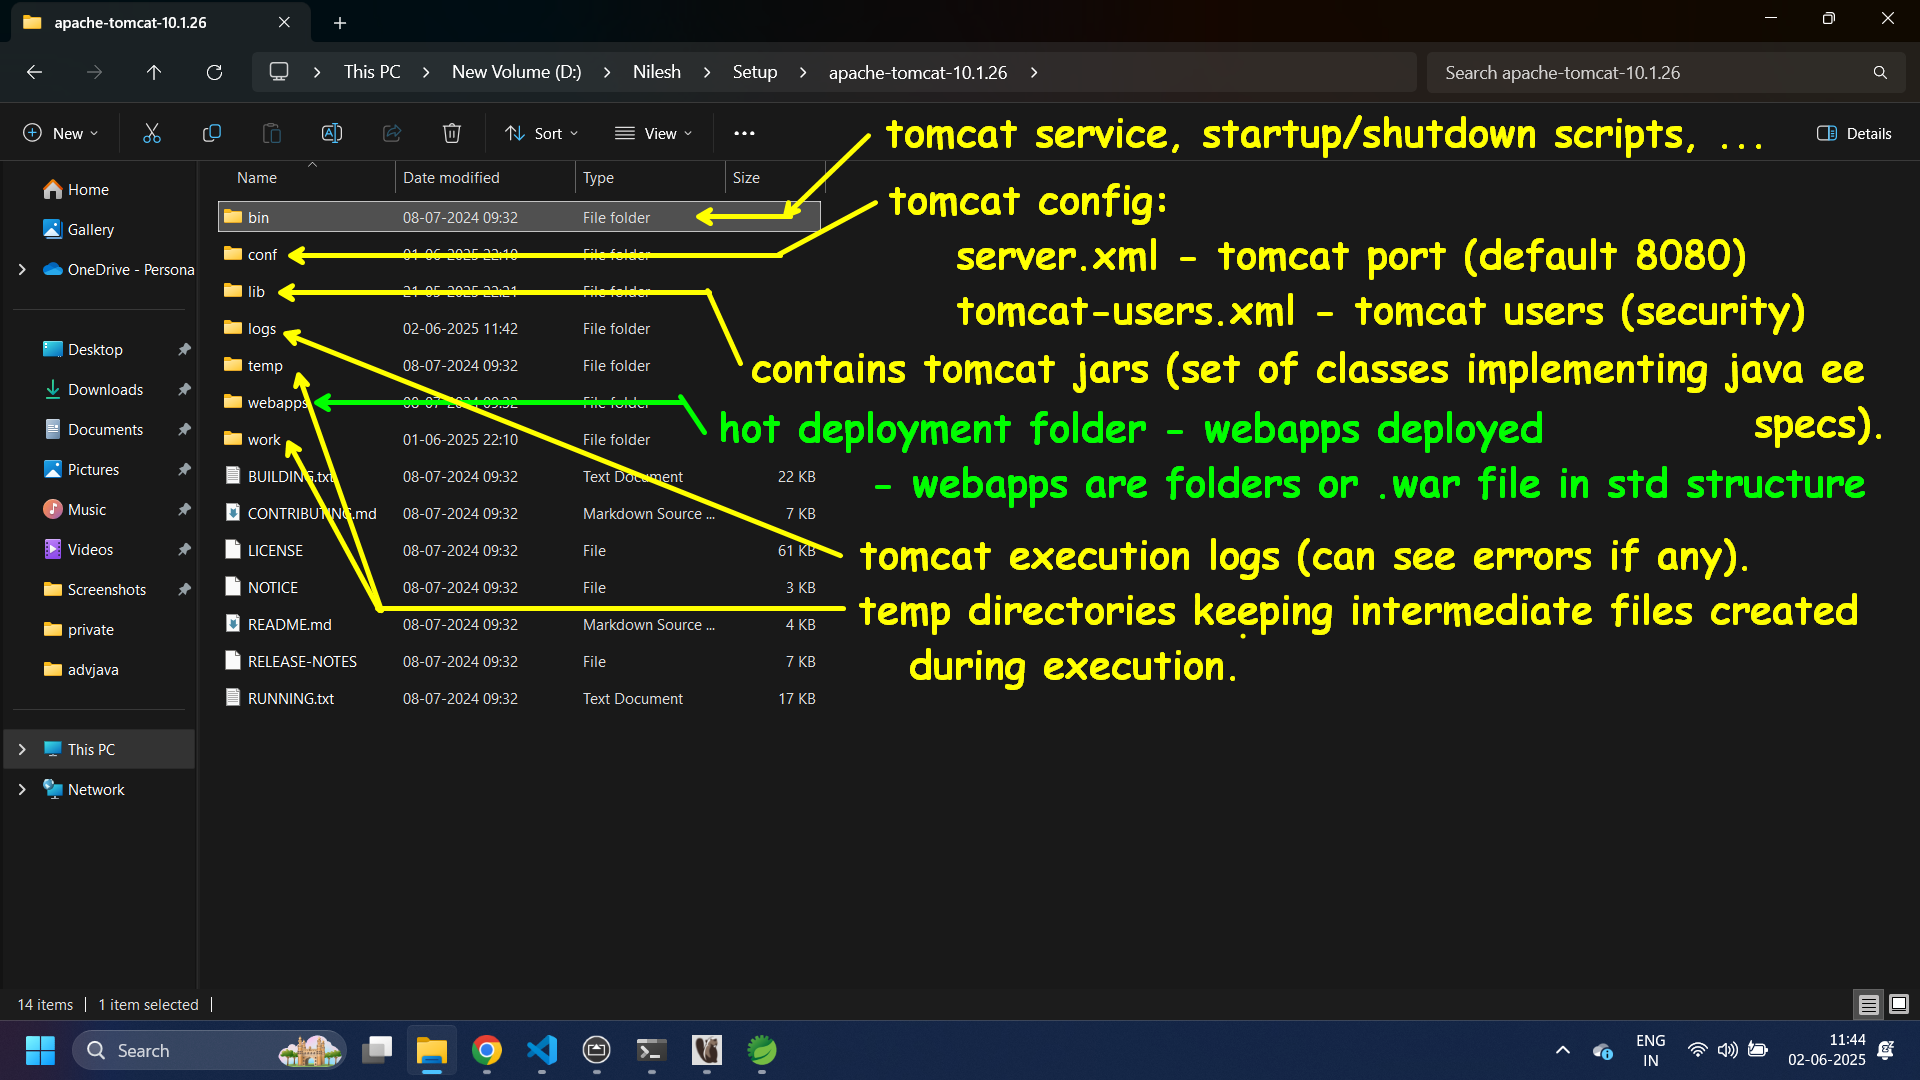 apache-tomcat-10.1.26
This PC > New Volume (D:) > Nilesh > Setup > apache-tomcat-10.1.26 >
Search apache-tomcat-10.1.26
New
Sort
View
Details
tomcat service, startup/shutdown scripts, ...
tomcat config:
server.xml - tomcat port (default 8080)
tomcat-users.xml - tomcat users (security)
contains tomcat jars (set of classes implementing java ee
specs).
hot deployment folder - webapps deployed
- webapps are folders or .war file in std structure
tomcat execution logs (can see errors if any).
temp directories keeping intermediate files created
during execution.
Home
Gallery
OneDrive - Persona
Desktop
Downloads
Documents
Pictures
Music
Videos
Screenshots
private
advjava
This PC
Network
Name Date modified Type Size
bin 08-07-2024 09:32 File folder
conf 01-06-2025 22:10 File folder
lib 21-05-2025 22:21 File folder
logs 02-06-2025 11:42 File folder
temp 08-07-2024 09:32 File folder
webapps 08-07-2024 09:32 File folder
work 01-06-2025 22:10 File folder
BUILDING.txt 08-07-2024 09:32 Text Document 22 KB
CONTRIBUTING.md 08-07-2024 09:32 Markdown Source ... 7 KB
LICENSE 08-07-2024 09:32 File 61 KB
NOTICE 08-07-2024 09:32 File 3 KB
README.md 08-07-2024 09:32 Markdown Source ... 4 KB
RELEASE-NOTES 08-07-2024 09:32 File 7 KB
RUNNING.txt 08-07-2024 09:32 Text Document 17 KB
14 items 1 item selected
Search
ENG
IN
11:44
02-06-2025